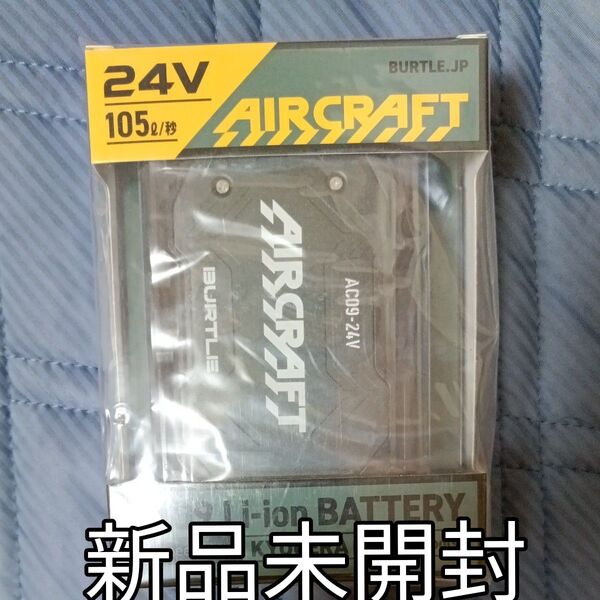 24V
BURTLE.JP
105ℓ/秒
AIRCRAFT
AIRCRAFT
BURTLE
AC09-24V
Li-ion BATTERY
新品未開封